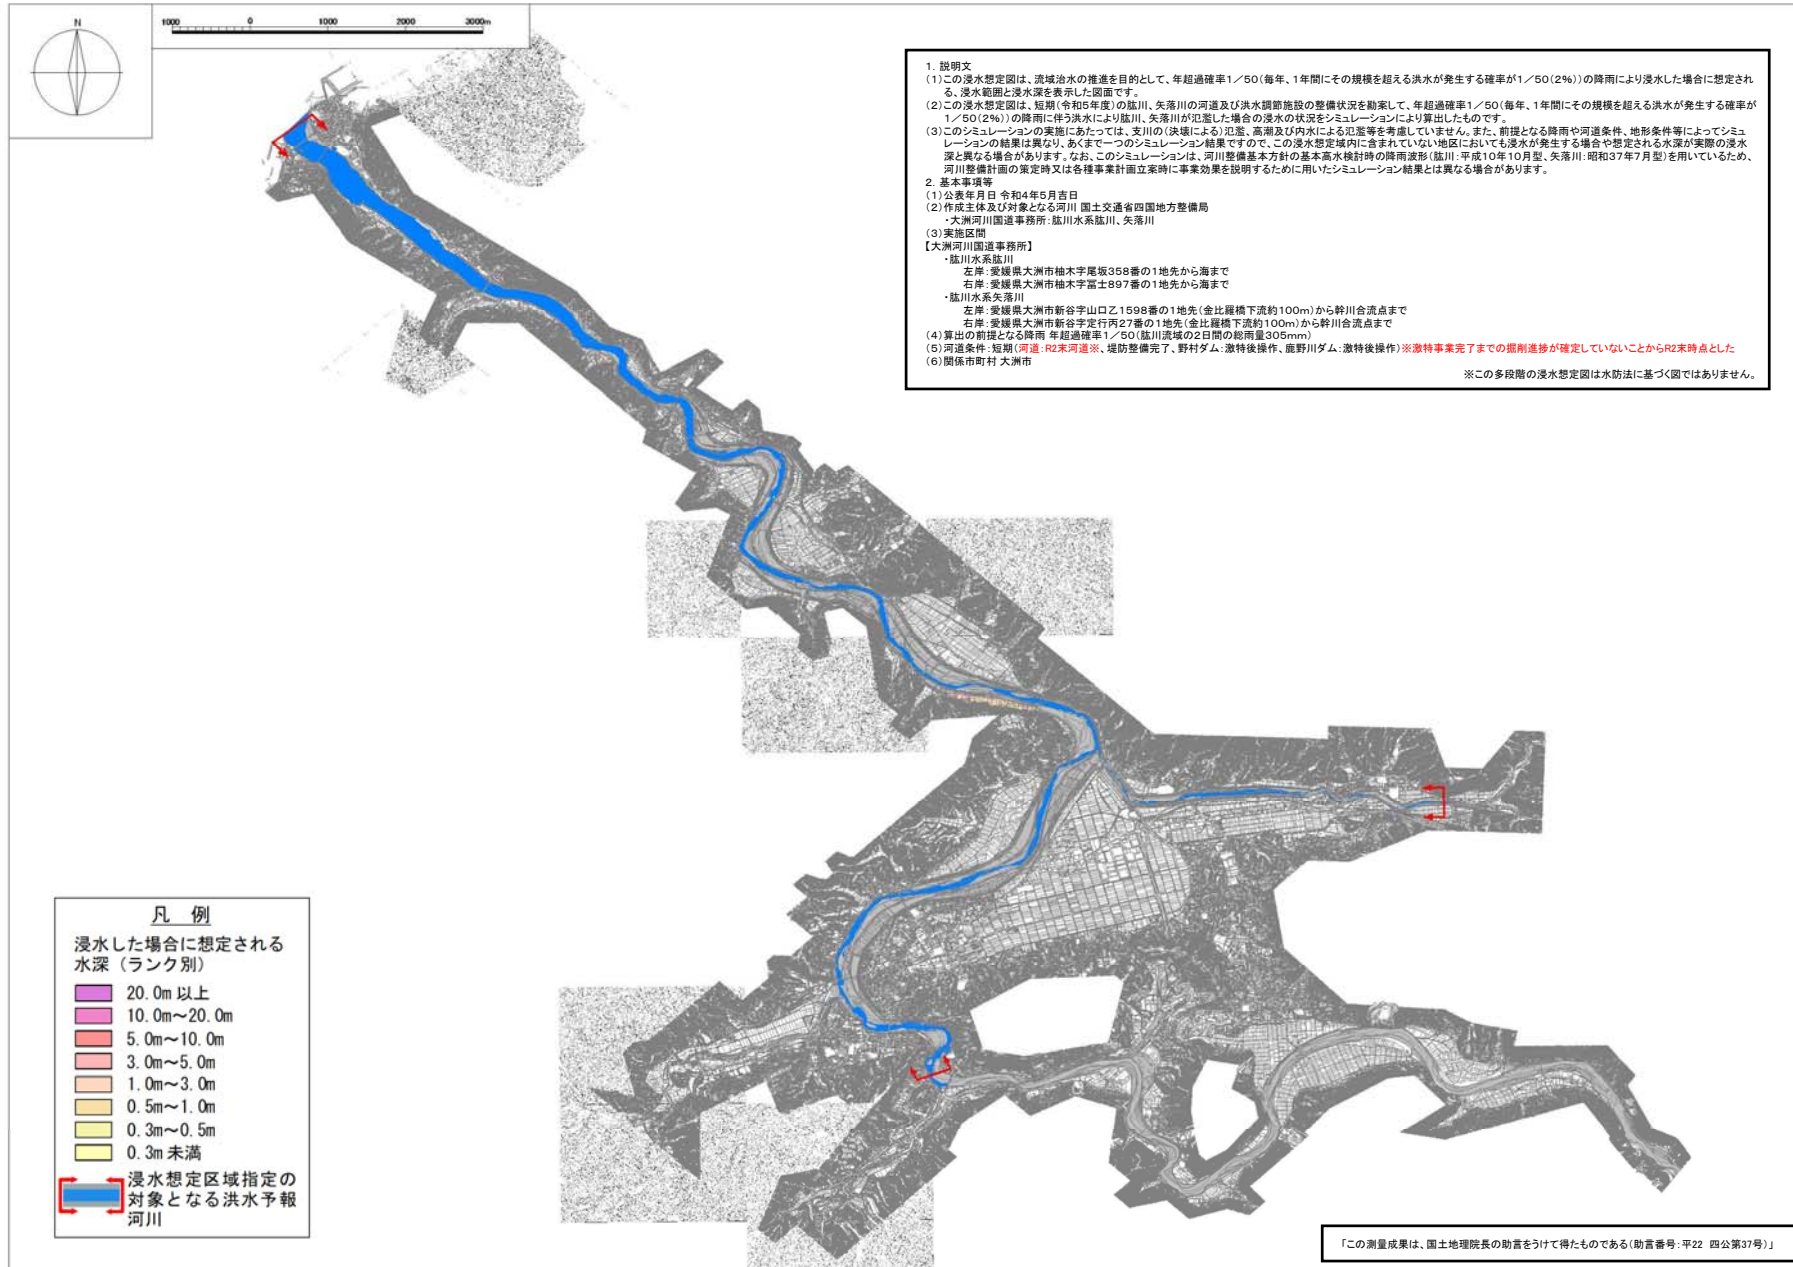 N
1000 0 1000 2000 3000m
1. 説明文
(1)この浸水想定図は、流域治水の推進を目的として、年超過確率1/50(毎年、1年間にその規模を超える洪水が発生する確率が1/50(2%))の降雨により浸水した場合に想定され
る、浸水範囲と浸水深を表示した図面です。
(2)この浸水想定図は、短期(令和5年度)の肱川、矢落川の河道及び洪水調節施設の整備状況を勘案して、年超過確率1/50(毎年、1年間にその規模を超える洪水が発生する確率が
1/50(2%))の降雨に伴う洪水により肱川、矢落川が氾濫した場合の浸水の状況をシミュレーションにより算出したものです。
(3)このシミュレーションの実施にあたっては、支川の(決壊による)氾濫、高潮及び内水による氾濫等を考慮していません。また、前提となる降雨や河道条件、地形条件等によってシミュ
レーションの結果は異なり、あくまで一つのシミュレーション結果ですので、この浸水想定域内に含まれていない地区においても浸水が発生する場合や想定される水深が実際の浸水
深と異なる場合があります。なお、このシミュレーションは、河川整備基本方針の基本高水検討時の降雨波形(肱川:平成10年10月型、矢落川:昭和37年7月型)を用いているため、
河川整備計画の策定時又は各種事業計画立案時に事業効果を説明するために用いたシミュレーション結果とは異なる場合があります。
2. 基本事項等
(1)公表年月日 令和4年5月吉日
(2)作成主体及び対象となる河川 国土交通省四国地方整備局
・大洲河川国道事務所:肱川水系肱川、矢落川
(3)実施区間
【大洲河川国道事務所】
・肱川水系肱川
左岸:愛媛県大洲市柚木字尾坂358番の1地先から海まで
右岸:愛媛県大洲市柚木字冨士897番の1地先から海まで
・肱川水系矢落川
左岸:愛媛県大洲市新谷字山口乙1598番の1地先(金比羅橋下流約100m)から幹川合流点まで
右岸:愛媛県大洲市新谷字定行丙27番の1地先(金比羅橋下流約100m)から幹川合流点まで
(4)算出の前提となる降雨 年超過確率1/50(肱川流域の2日間の総雨量305mm)
(5)河道条件:短期(河道:R2末河道※、堤防整備完了、野村ダム:激特後操作、鹿野川ダム:激特後操作)※激特事業完了までの掘削進捗が確定していないことからR2末時点とした
(6)関係市町村 大洲市
※この多段階の浸水想定図は水防法に基づく図ではありません。
凡 例
浸水した場合に想定される
水深(ランク別)
20.0m以上
10.0m~20.0m
5.0m~10.0m
3.0m~5.0m
1.0m~3.0m
0.5m~1.0m
0.3m~0.5m
0.3m未満
浸水想定区域指定の
対象となる洪水予報
河川
「この測量成果は、国土地理院長の助言をうけて得たものである(助言番号:平22 四公第37号)」